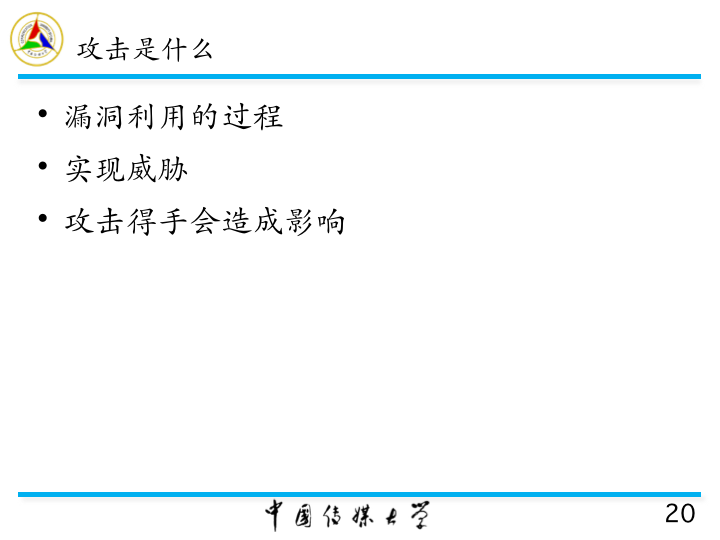 攻击是什么
• 漏洞利用的过程
• 实现威胁
• 攻击得手会造成影响
中国传媒大学
20